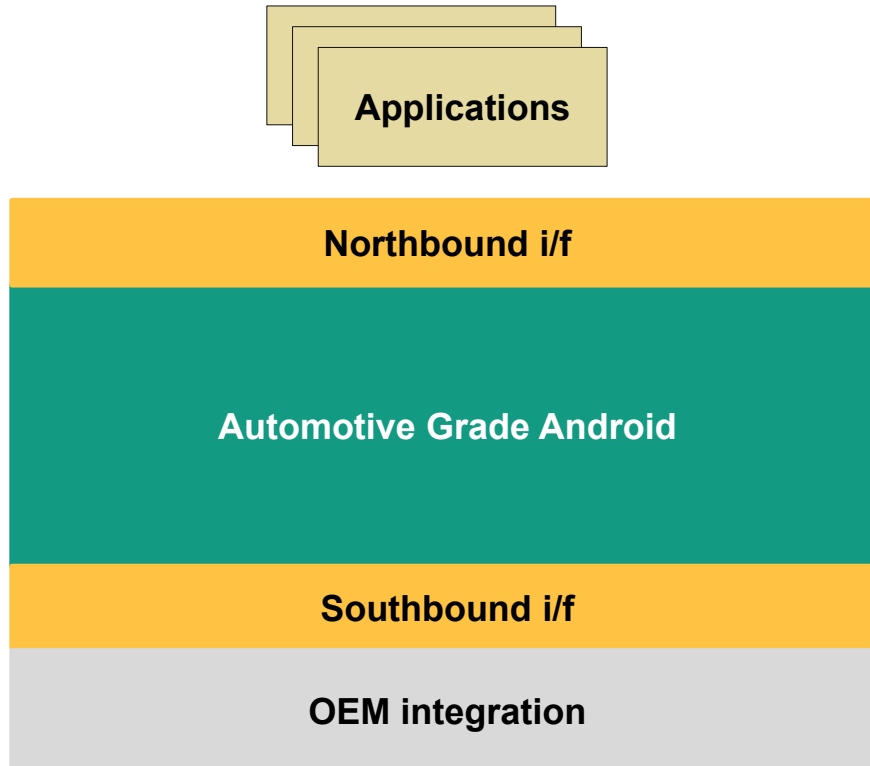 Applications
Northbound i/f
Automotive Grade Android
Southbound i/f
OEM integration